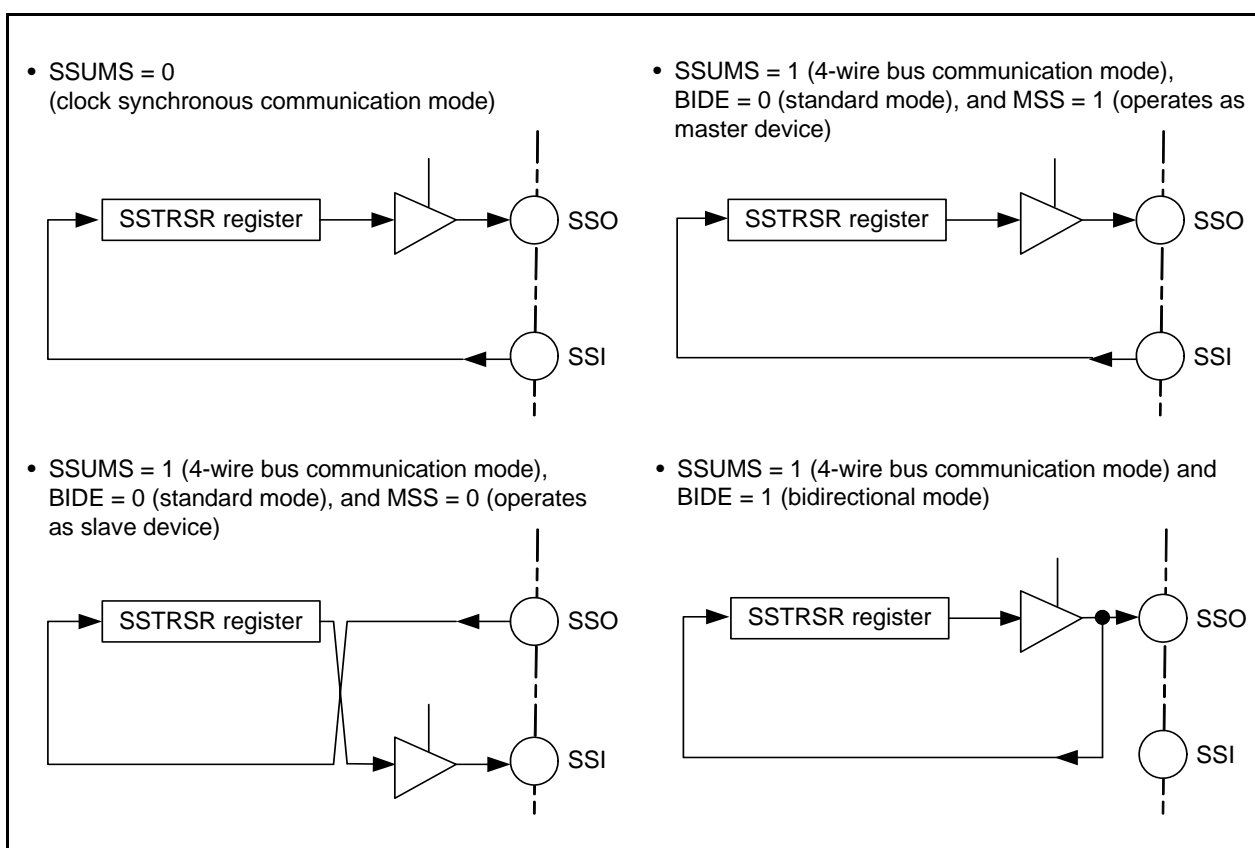 • SSUMS = 0
(clock synchronous communication mode)
SSTRSR register
SSO
SSI
• SSUMS = 1 (4-wire bus communication mode),
BIDE = 0 (standard mode), and MSS = 1 (operates as
master device)
SSTRSR register
SSO
SSI
• SSUMS = 1 (4-wire bus communication mode),
BIDE = 0 (standard mode), and MSS = 0 (operates
as slave device)
SSTRSR register
SSO
SSI
• SSUMS = 1 (4-wire bus communication mode) and
BIDE = 1 (bidirectional mode)
SSTRSR register
SSO
SSI